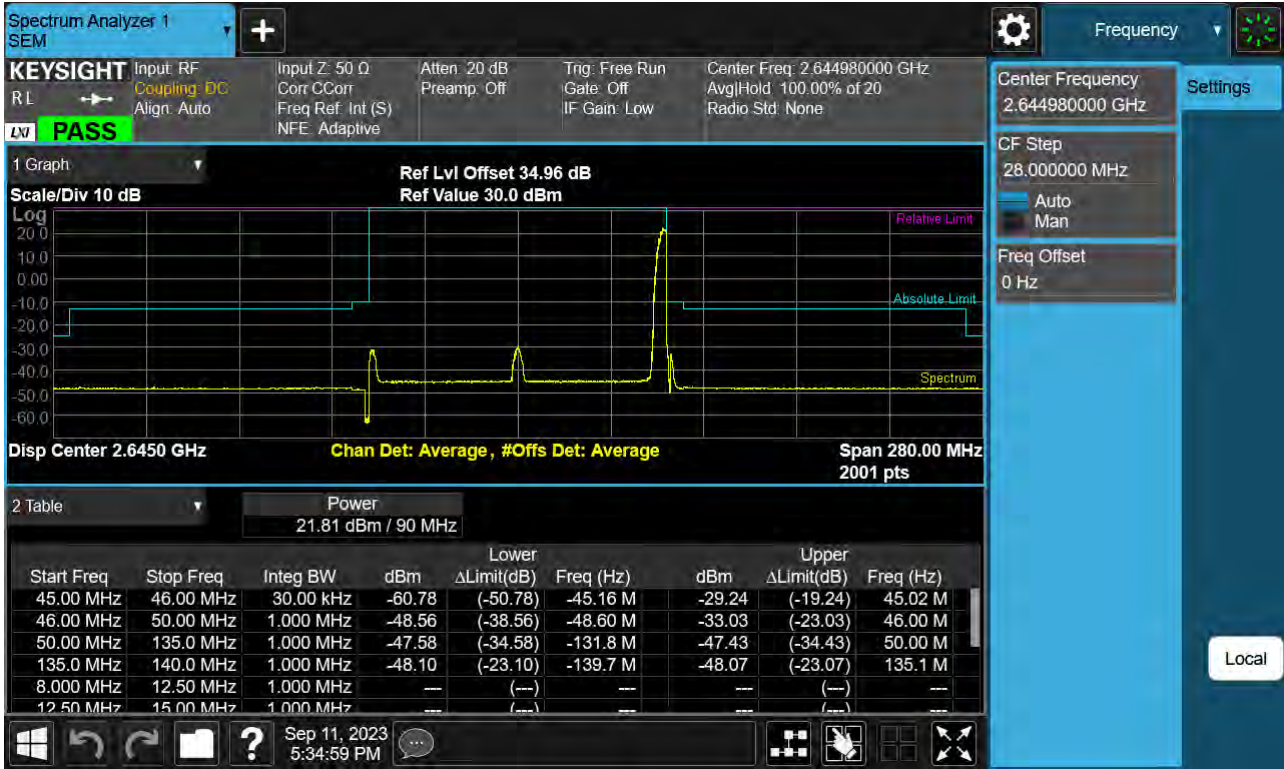 Spectrum Analyzer 1
SEM
+
Frequency
KEYSIGHT
RL
LXI PASS
Input: RF
Coupling: DC
Align: Auto
Input Z: 50 Ω
Corr CCorr
Freq Ref: Int (S)
NFE: Adaptive
Atten: 20 dB
Preamp: Off
Trig: Free Run
Gate: Off
IF Gain: Low
Center Freq: 2.644980000 GHz
Avg|Hold: 100.00% of 20
Radio Std: None
1 Graph
Scale/Div 10 dB
Ref Lvl Offset 34.96 dB
Ref Value 30.0 dBm
Log
20.0
10.0
0.00
-10.0
-20.0
-30.0
-40.0
-50.0
-60.0
Relative Limit
Absolute Limit
Spectrum
Disp Center 2.6450 GHz
Chan Det: Average, #Offs Det: Average
Span 280.00 MHz
2001 pts
2 Table
Power
21.81 dBm / 90 MHz
Lower Upper
Start Freq Stop Freq Integ BW dBm ΔLimit(dB) Freq (Hz) dBm ΔLimit(dB) Freq (Hz)
45.00 MHz 46.00 MHz 30.00 kHz -60.78 (-50.78) -45.16 M -29.24 (-19.24) 45.02 M
46.00 MHz 50.00 MHz 1.000 MHz -48.56 (-38.56) -48.60 M -33.03 (-23.03) 46.00 M
50.00 MHz 135.0 MHz 1.000 MHz -47.58 (-34.58) -131.8 M -47.43 (-34.43) 50.00 M
135.0 MHz 140.0 MHz 1.000 MHz -48.10 (-23.10) -139.7 M -48.07 (-23.07) 135.1 M
8.000 MHz 12.50 MHz 1.000 MHz --- (---) --- --- (---) ---
12.50 MHz 15.00 MHz 1.000 MHz --- (---) --- --- (---) ---
?
Sep 11, 2023
5:34:59 PM
Center Frequency
2.644980000 GHz
CF Step
28.000000 MHz
Auto
Man
Freq Offset
0 Hz
Settings
Local